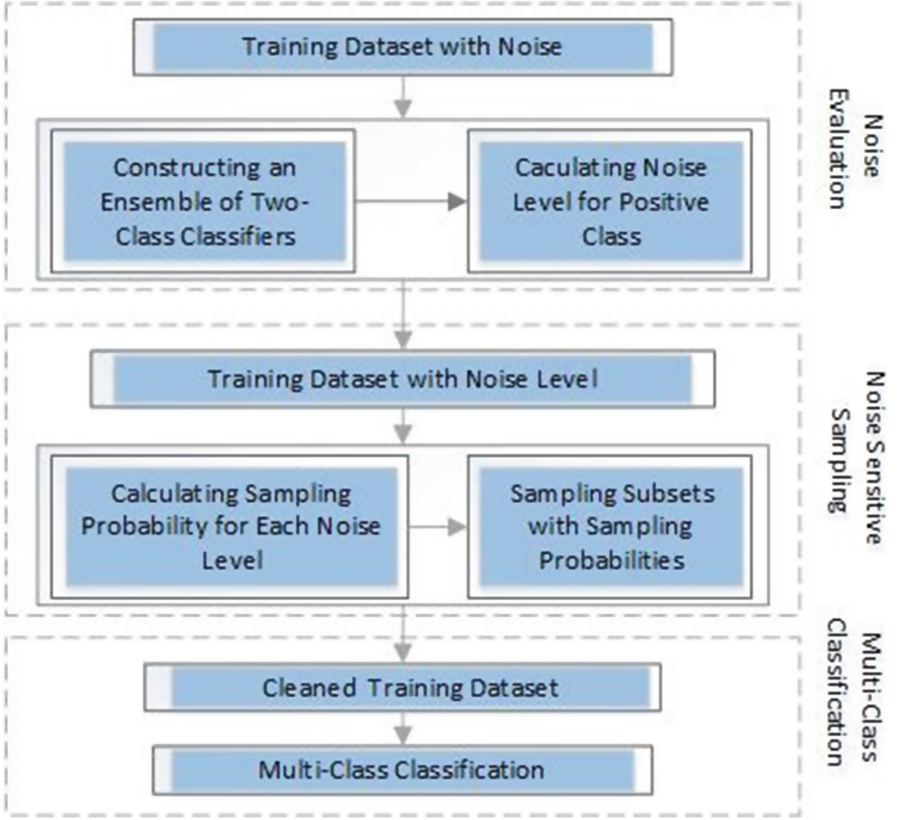 Training Dataset with Noise
Constructing an
Ensemble of Two-
Class Classifiers
Caculating Noise
Level for Positive
Class
Noise
Evaluation
Training Dataset with Noise Level
Calculating Sampling
Probability for Each Noise
Level
Sampling Subsets
with Sampling
Probabilities
Noise Sensitive
Sampling
Cleaned Training Dataset
Multi-Class Classification
Multi-Class
Classification